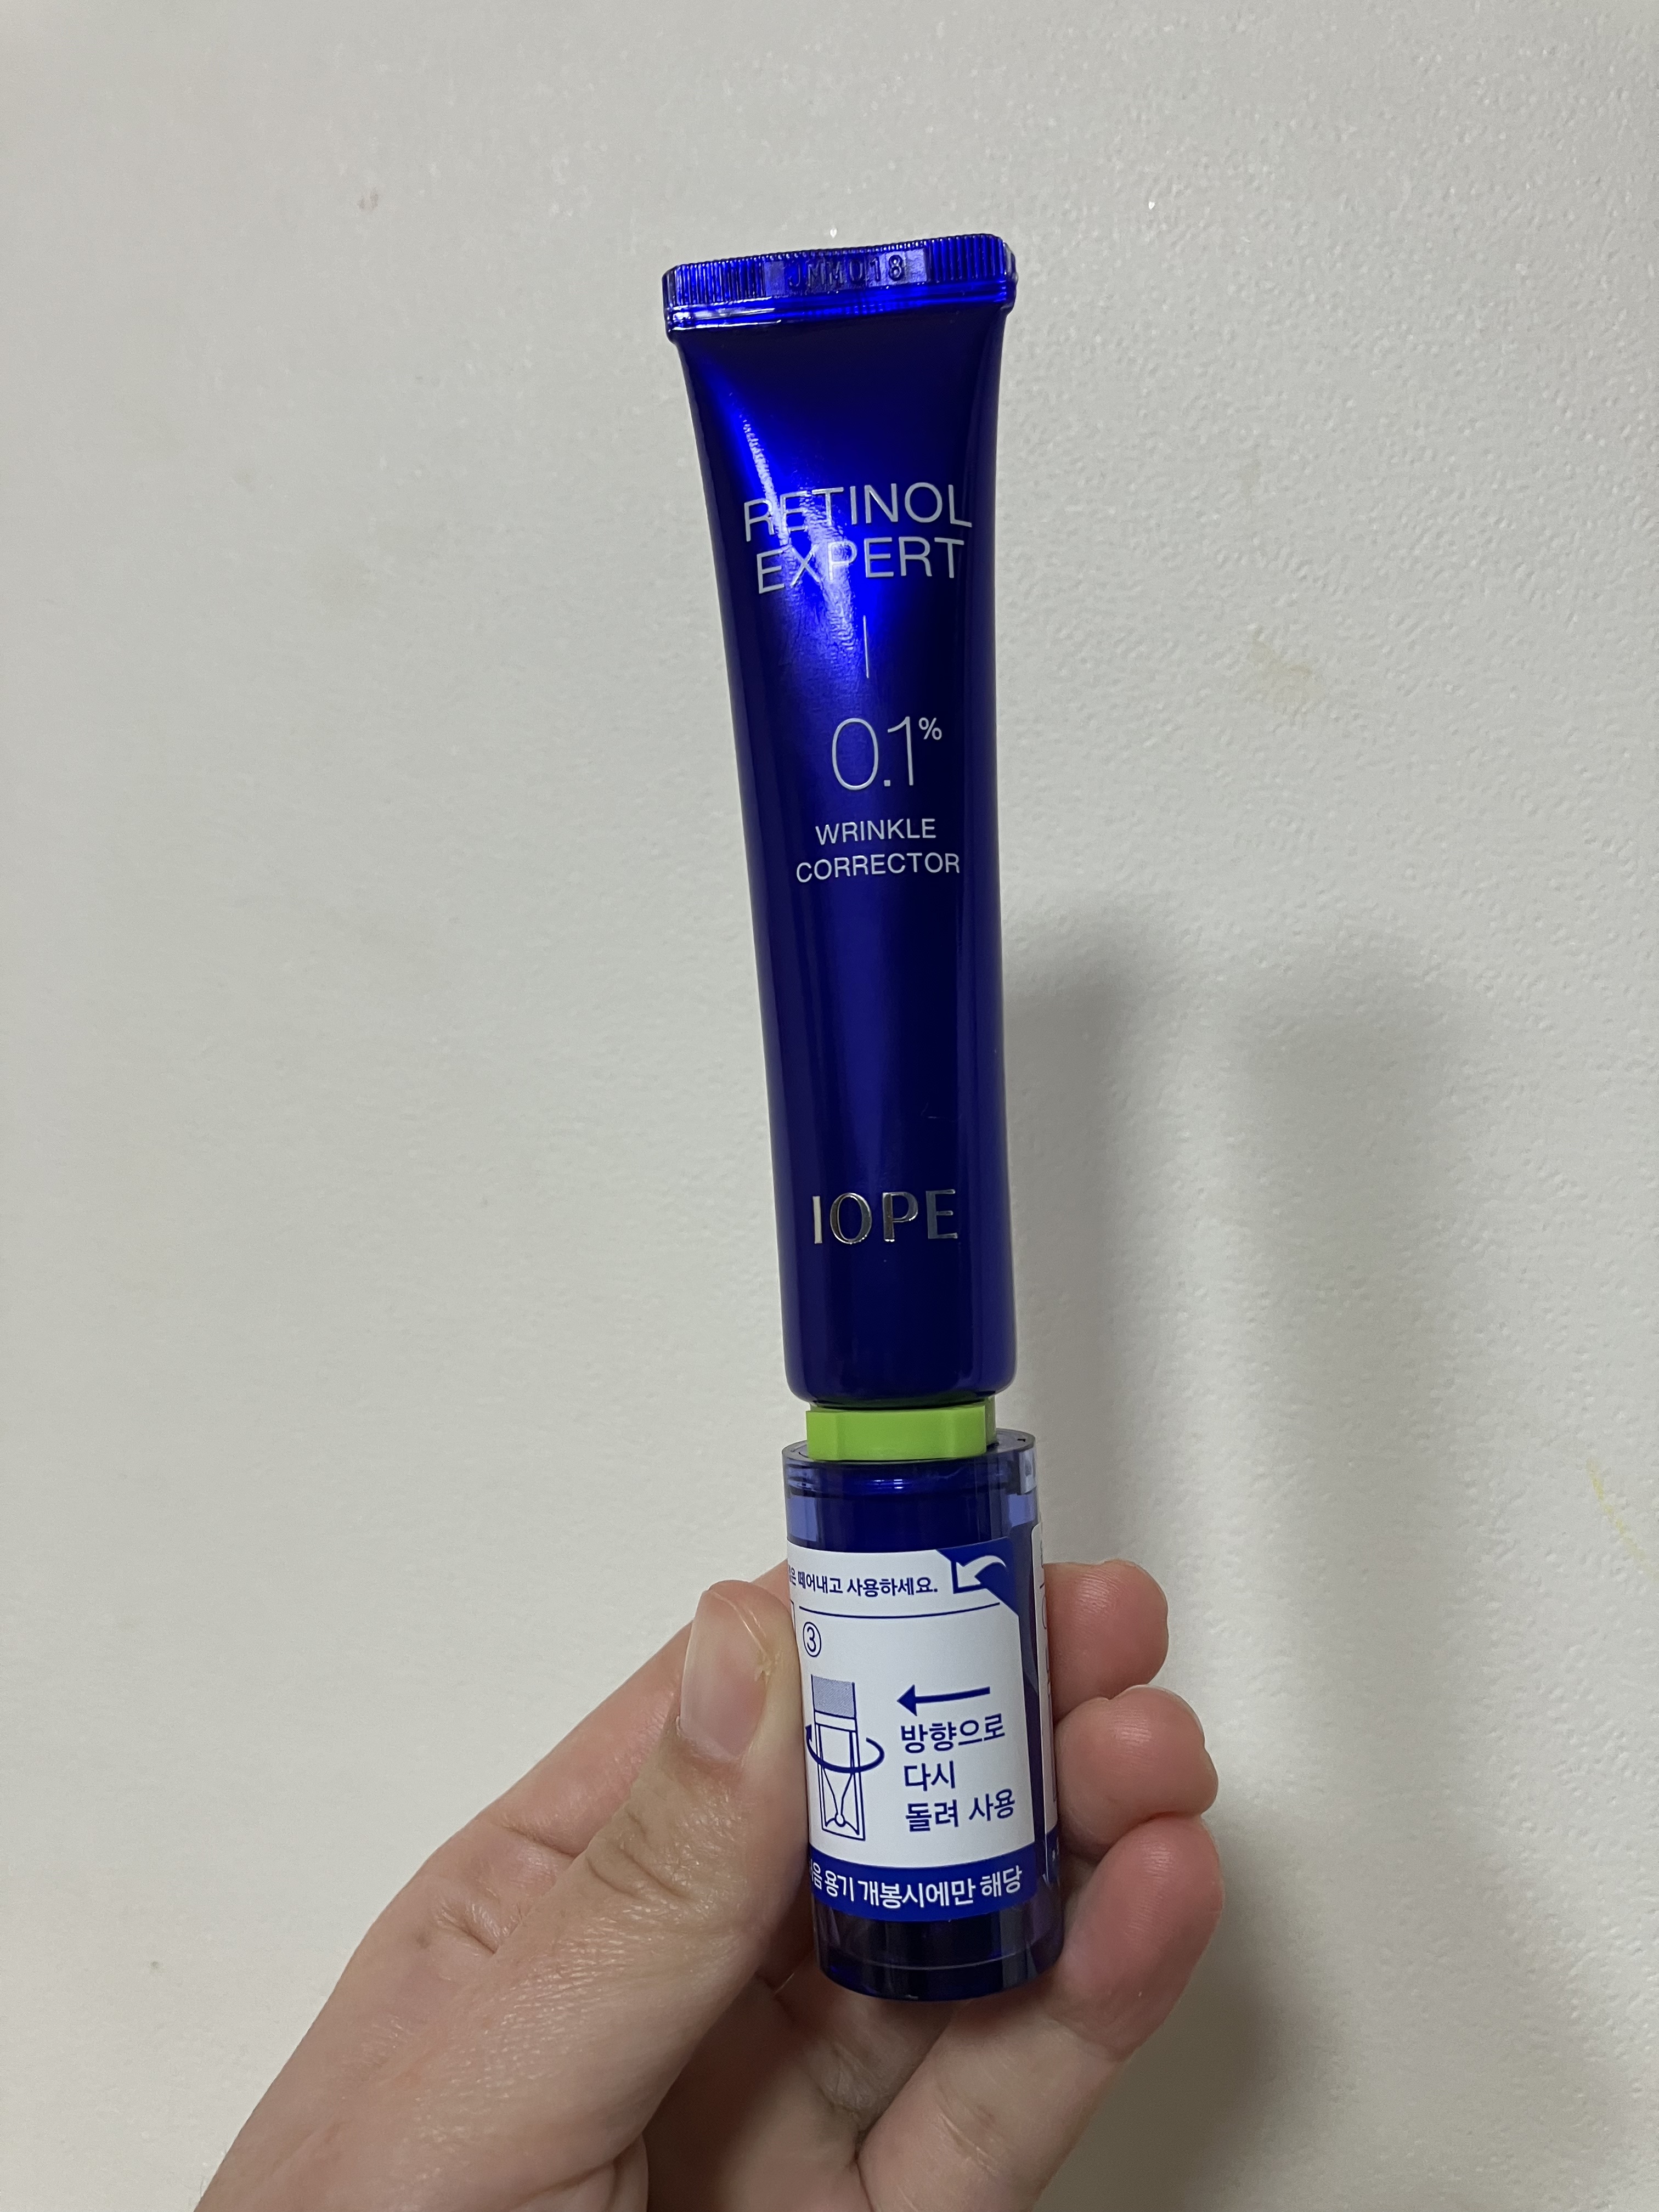 JNM018
RETINOL
EXPERT
0.1%
WRINKLE
CORRECTOR
IOPE
떼어내고 사용하세요.
③
방향으로
다시
돌려 사용
용기 개봉시에만 해당